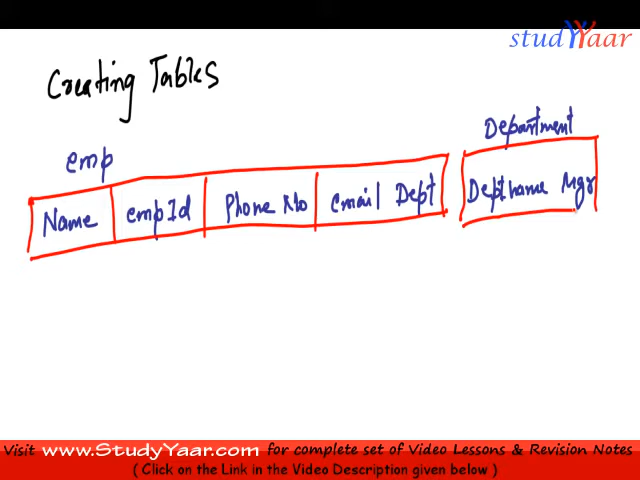 studYYaar
Creating Tables
Department
emp
Name empId Phone No email Dept Deptname Mgr
Visit www.StudyYaar.com for complete set of Video Lessons & Revision Notes
( Click on the Link in the Video Description given below )